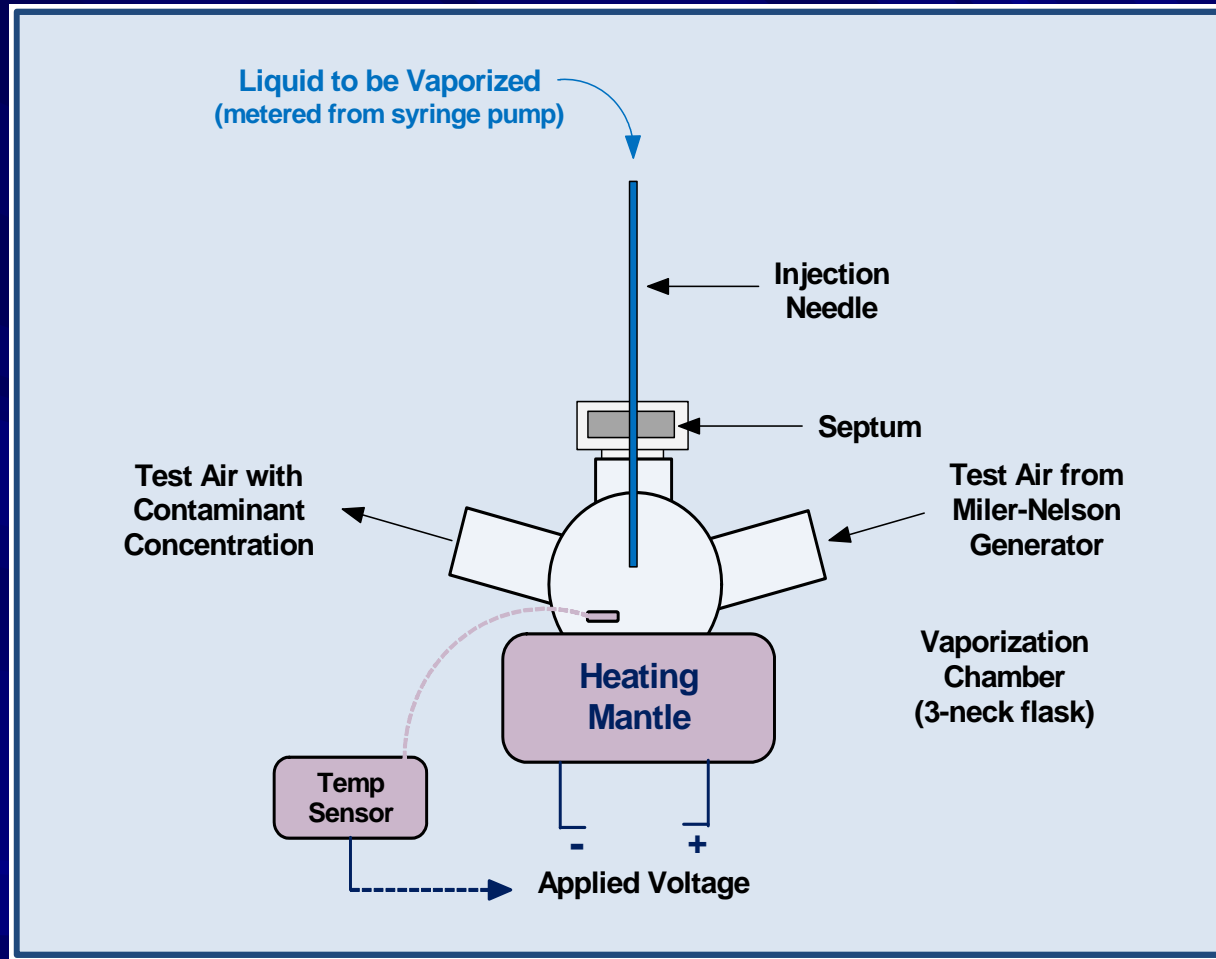 Liquid to be Vaporized
(metered from syringe pump)
Injection
Needle
Septum
Test Air with
Contaminant
Concentration
Test Air from
Miler-Nelson
Generator
Vaporization
Chamber
(3-neck flask)
Heating
Mantle
Temp
Sensor
- +
Applied Voltage